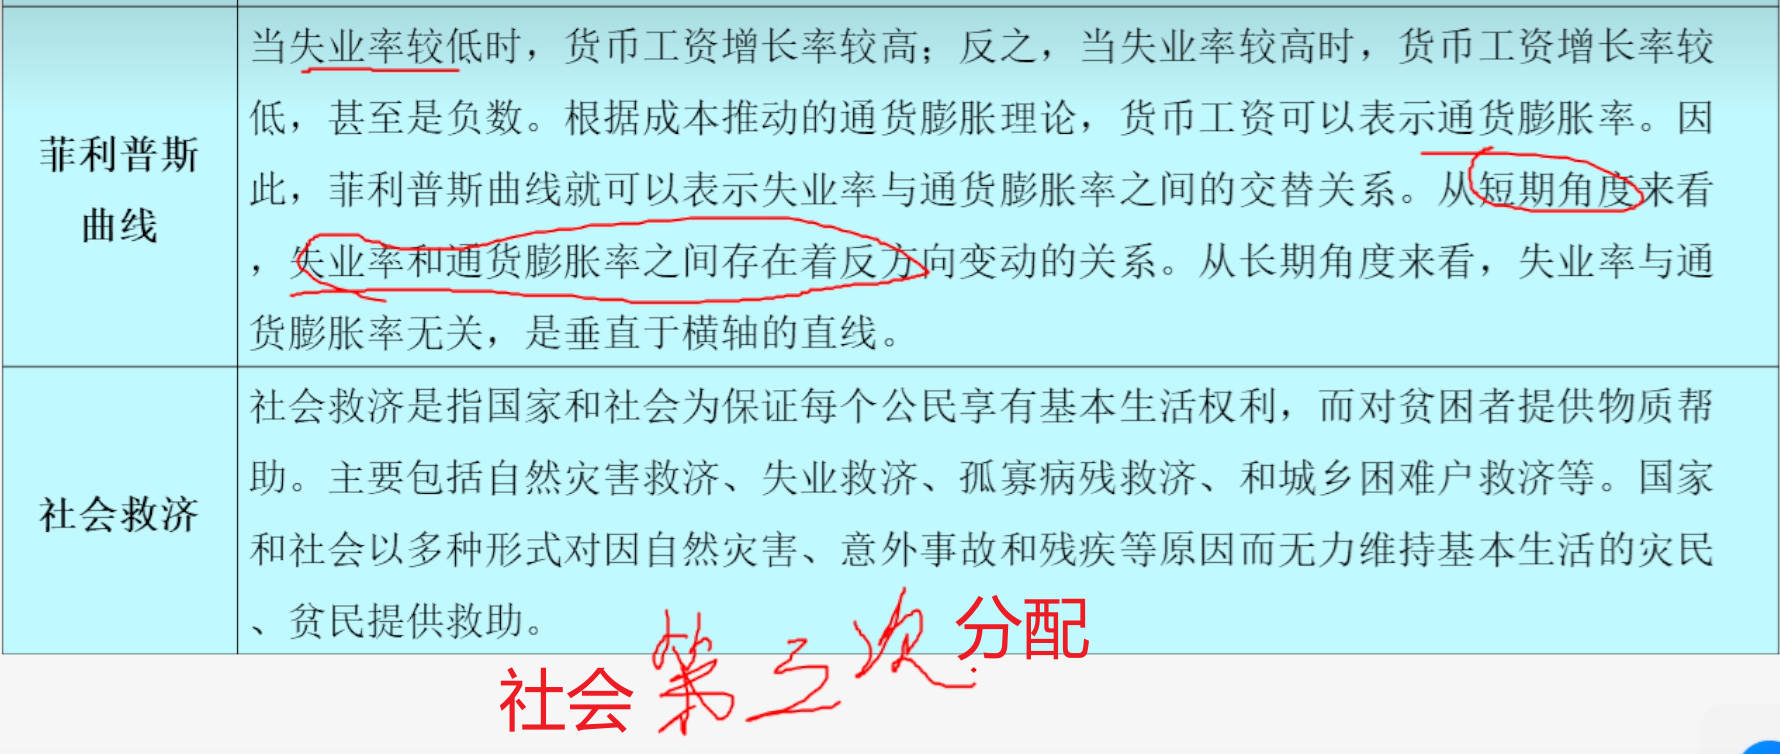 当失业率较低时，货币工资增长率较高；反之，当失业率较高时，货币工资增长率较
低，甚至是负数。根据成本推动的通货膨胀理论，货币工资可以表示通货膨胀率。因
菲利普斯
曲线
此，菲利普斯曲线就可以表示失业率与通货膨胀率之间的交替关系。从短期角度来看
，失业率和通货膨胀率之间存在着反方向变动的关系。从长期角度来看，失业率与通
货膨胀率无关，是垂直于横轴的直线。
社会救济
社会救济是指国家和社会为保证每个公民享有基本生活权利，而对贫困者提供物质帮
助。主要包括自然灾害救济、失业救济、孤寡病残救济、和城乡困难户救济等。国家
和社会以多种形式对因自然灾害、意外事故和残疾等原因而无力维持基本生活的灾民
、贫民提供救助。
社会第三次分配